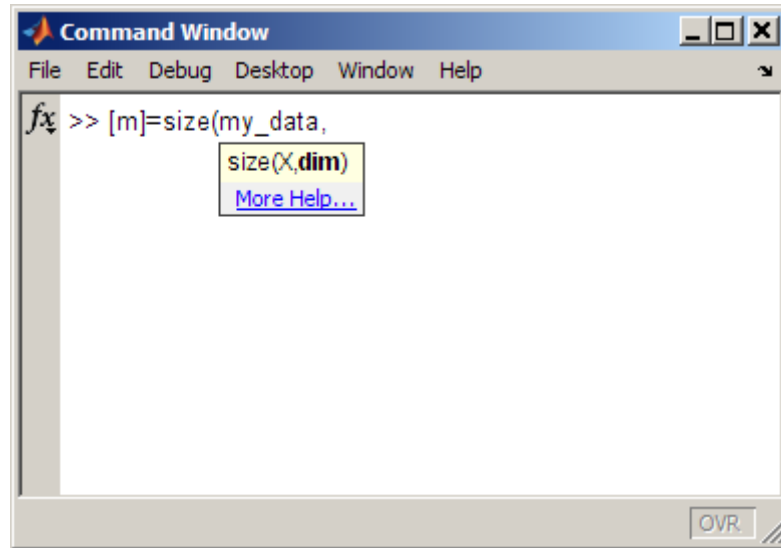 Command Window
File Edit Debug Desktop Window Help
fx >> [m]=size(my_data,
size(X,dim)
More Help...
OVR